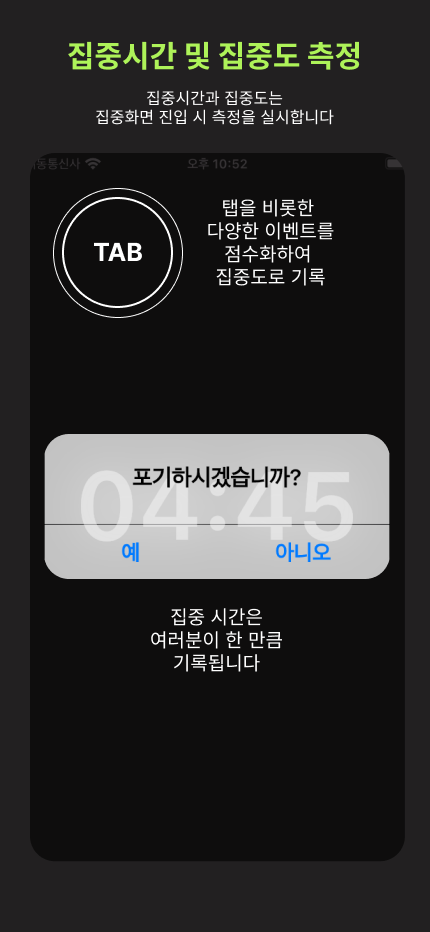 집중시간 및 집중도 측정
집중시간과 집중도는
집중화면 진입 시 측정을 실시합니다
동통신사
오후 10:52
TAB
탭을 비롯한
다양한 이벤트를
점수화하여
집중도로 기록
포기하시겠습니까?
04:45
예
아니오
집중 시간은
여러분이 한 만큼
기록됩니다